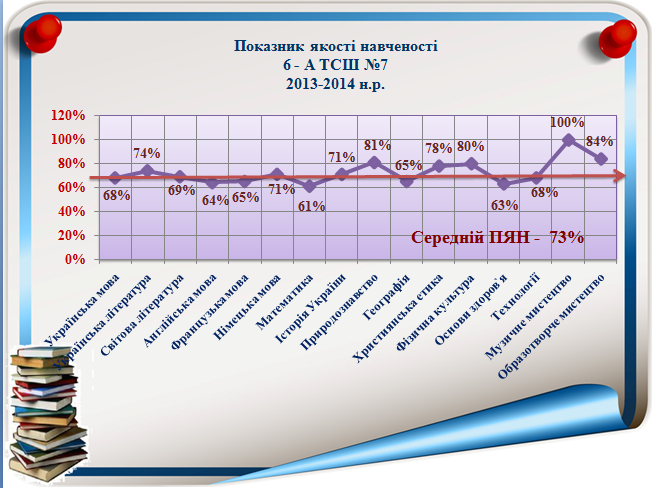 Показник якості навченості
6 - А ТСШ №7
2013-2014 н.р.
120%
100%
80%
60%
40%
20%
0%
68%
74%
69%
64%
65%
71%
61%
71%
81%
65%
78%
80%
63%
68%
100%
84%
Середній ПЯН - 73%
Українська мова
Українська література
Світова література
Англійська мова
Французька мова
Німецька мова
Математика
Історія України
Природознавство
Географія
Християнська етика
Фізична культура
Основи здоров'я
Технології
Музичне мистецтво
Образотворче мистецтво